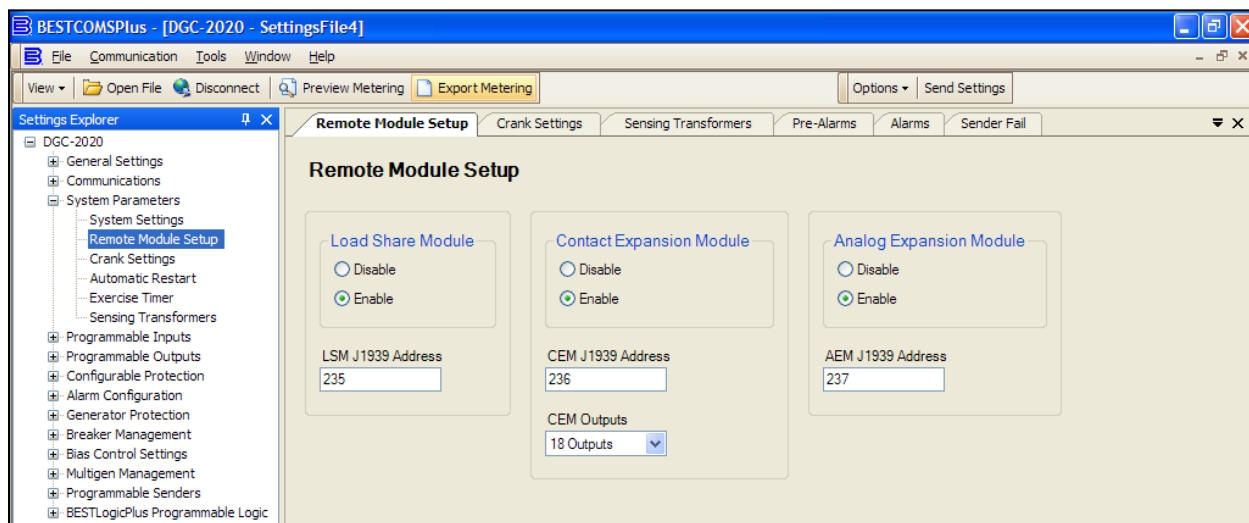 BESTCOMSPlus - [DGC-2020 - SettingsFile4]
File Communication Tools Window Help
View Open File Disconnect Preview Metering Export Metering Options Send Settings
Settings Explorer
DGC-2020
General Settings
Communications
System Parameters
System Settings
Remote Module Setup
Crank Settings
Automatic Restart
Exercise Timer
Sensing Transformers
Programmable Inputs
Programmable Outputs
Configurable Protection
Alarm Configuration
Generator Protection
Breaker Management
Bias Control Settings
Multigen Management
Programmable Senders
BESTLogicPlus Programmable Logic
Remote Module Setup Crank Settings Sensing Transformers Pre-Alarms Alarms Sender Fail
Remote Module Setup
Load Share Module
Disable
Enable
LSM J1939 Address
235
Contact Expansion Module
Disable
Enable
CEM J1939 Address
236
CEM Outputs
18 Outputs
Analog Expansion Module
Disable
Enable
AEM J1939 Address
237